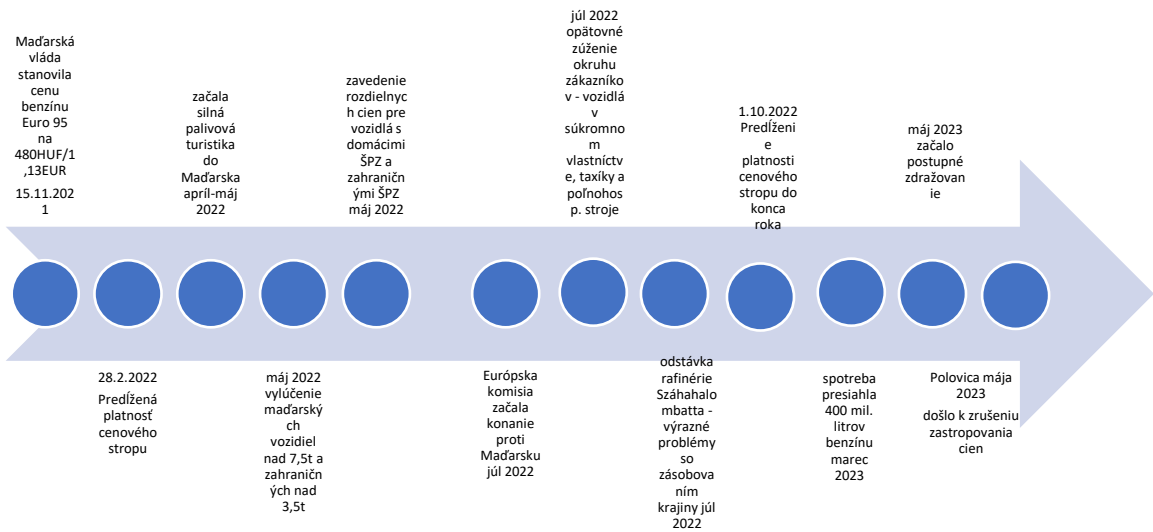 Maďarská
vláda
stanovila
cenu
benzínu
Euro 95
na
480HUF/1
,13EUR
15.11.202
1
28.2.2022
Predĺžená
platnosť
cenového
stropu
začala
silná
palivová
turistika
do
Maďarska
apríl-máj
2022
máj 2022
vylúčenie
maďarský
ch
vozidiel
nad 7,5t a
zahraničn
ých nad
3,5t
zavedenie
rozdielnyc
h cien pre
vozidlá s
domácimi
ŠPZ a
zahraničn
ými ŠPZ
máj 2022
Európska
komisia
začala
konanie
proti
Maďarsku
júl 2022
júl 2022
opätovné
zúženie
okruhu
zákazníko
v - vozidlá
v
súkromno
m
vlastníctv
e, taxíky a
poľnohos
p. stroje
odstávka
rafinérie
Száhahalo
mbatta -
výrazné
problémy
so
zásobova
ním
krajiny júl
2022
1.10.2022
Predĺženi
e
platnosti
cenového
stropu do
konca
roka
spotreba
presiahla
400 mil.
litrov
benzínu
marec
2023
máj 2023
začalo
postupné
zdražovan
ie
Polovica mája
2023
došlo k zrušeniu
zastropovania
cien